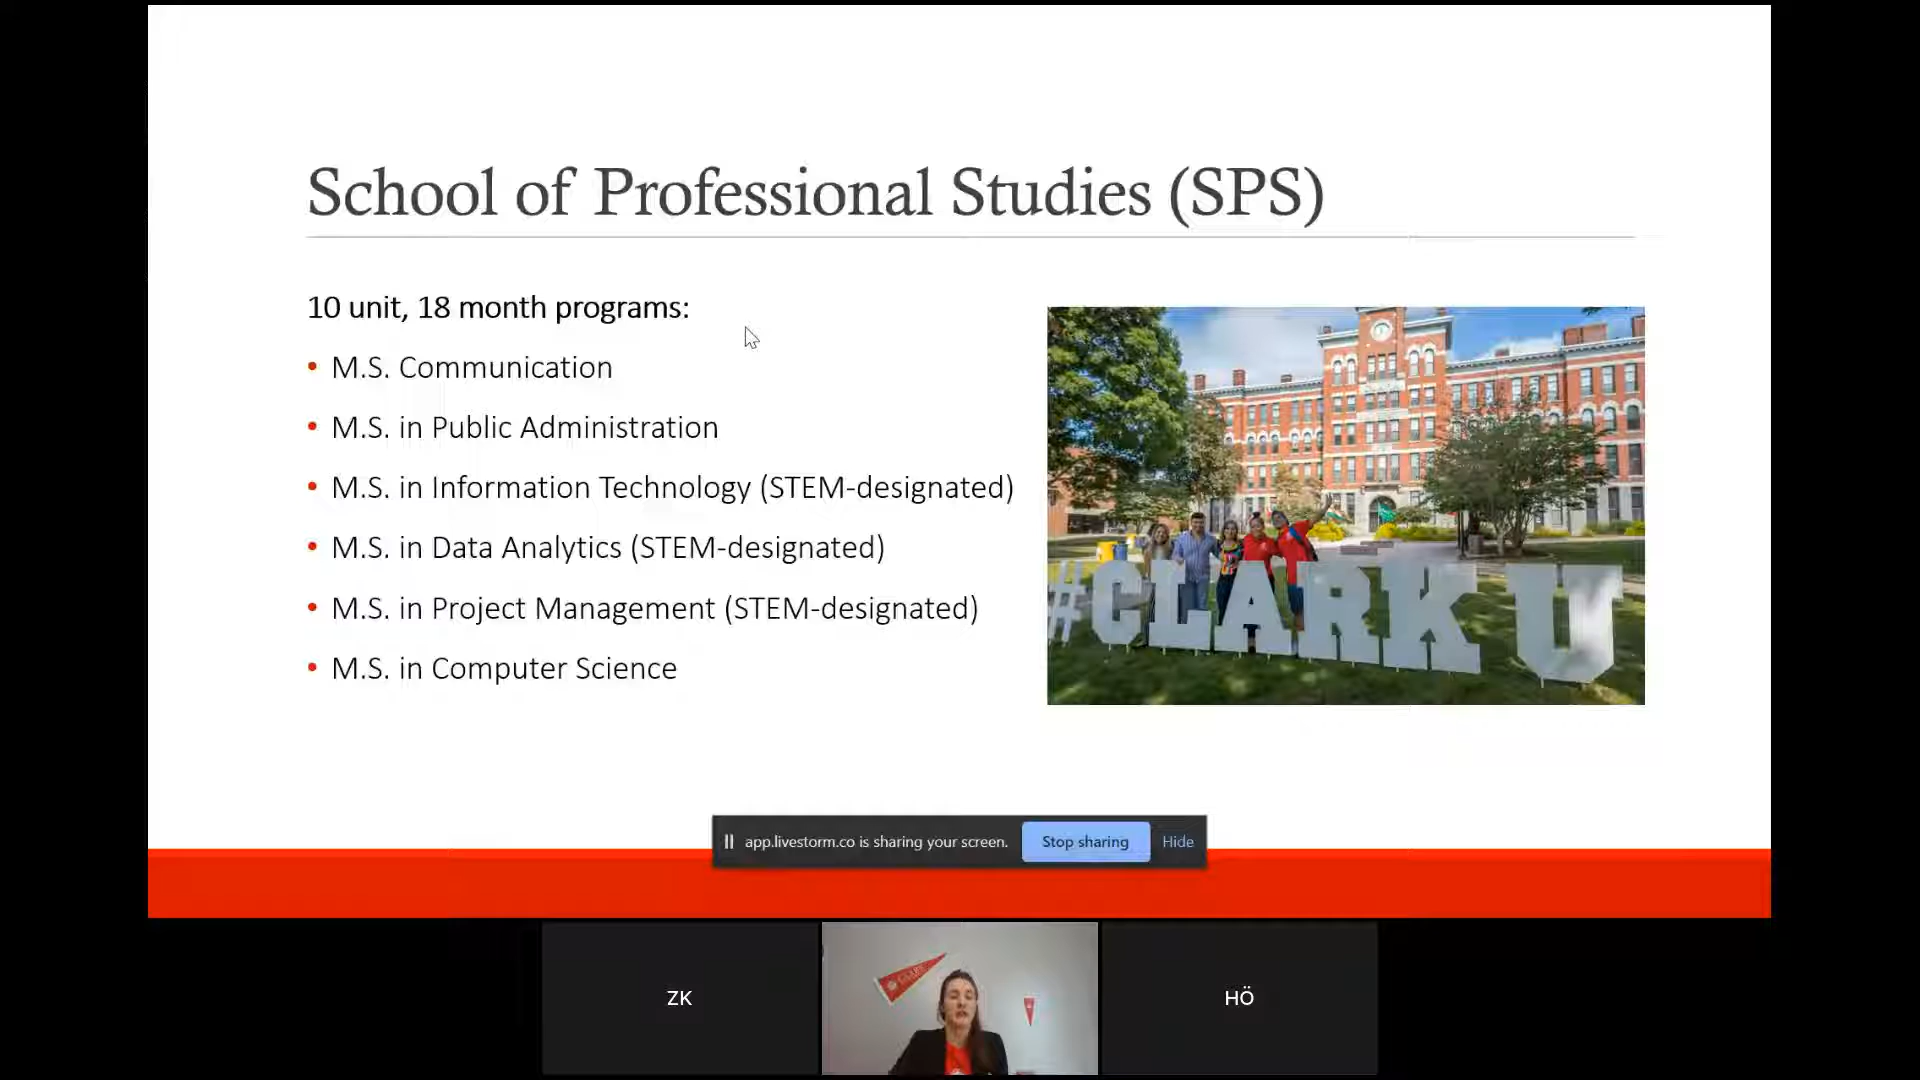 School of Professional Studies (SPS)
10 unit, 18 month programs:
• M.S. Communication
• M.S. in Public Administration
• M.S. in Information Technology (STEM-designated)
• M.S. in Data Analytics (STEM-designated)
• M.S. in Project Management (STEM-designated)
• M.S. in Computer Science
#CLARK U
app.livestorm.co is sharing your screen. Stop sharing Hide
ZK
CLARK
HÖ